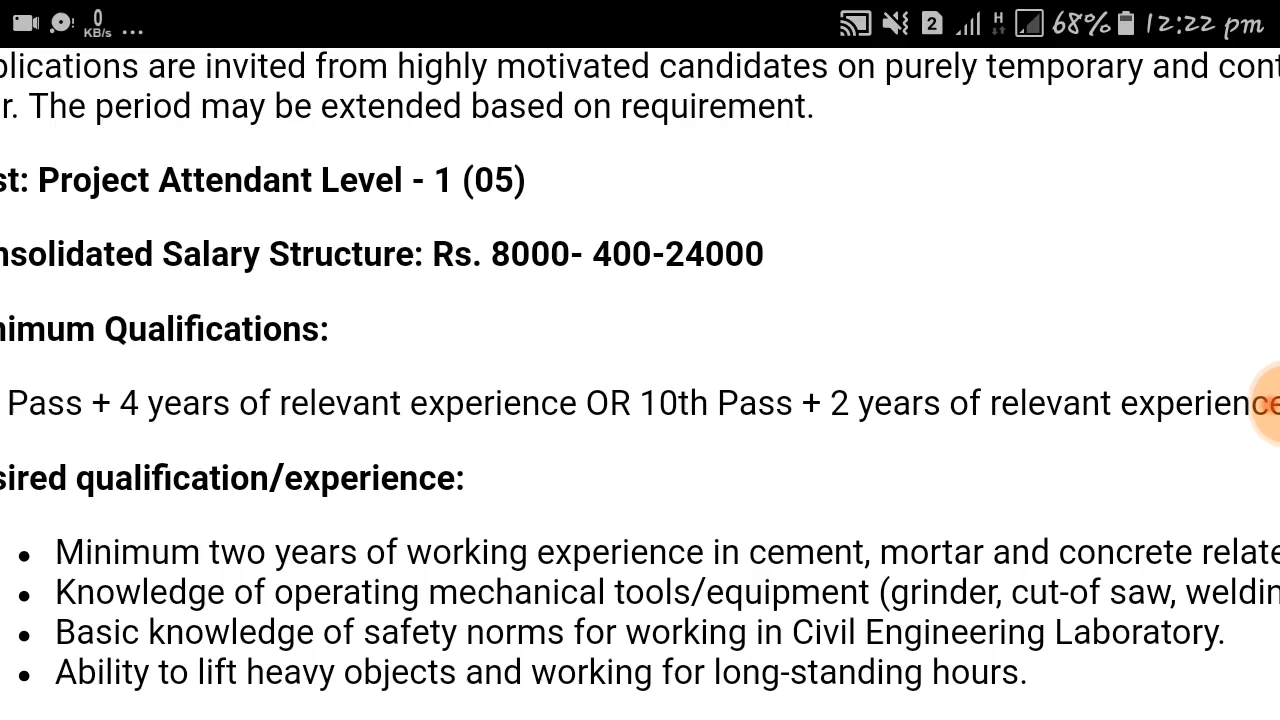 0
KB/s ... 2 H 68% 12:22 pm
plications are invited from highly motivated candidates on purely temporary and cont
r. The period may be extended based on requirement.
st: Project Attendant Level - 1 (05)
nsolidated Salary Structure: Rs. 8000- 400-24000
nimum Qualifications:
Pass + 4 years of relevant experience OR 10th Pass + 2 years of relevant experience
sired qualification/experience:
• Minimum two years of working experience in cement, mortar and concrete relate
• Knowledge of operating mechanical tools/equipment (grinder, cut-of saw, weldin
• Basic knowledge of safety norms for working in Civil Engineering Laboratory.
• Ability to lift heavy objects and working for long-standing hours.